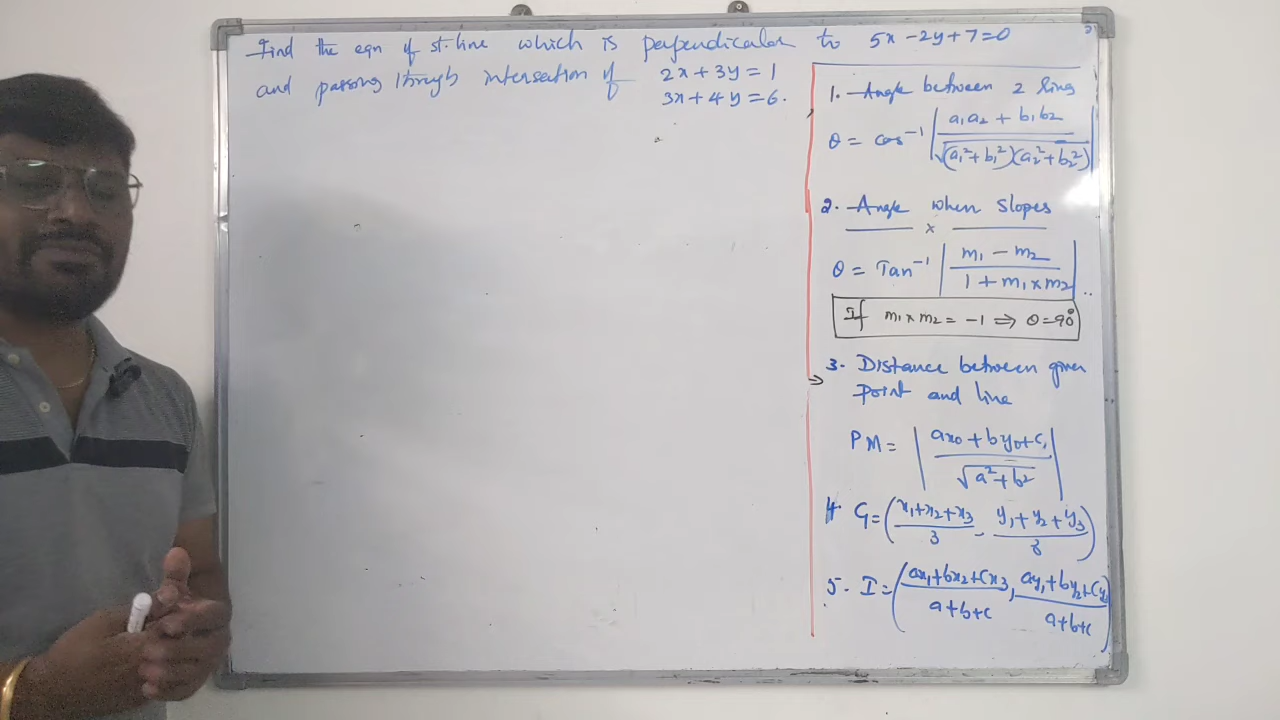 Find the eqn of st-line which is perpendicular to 5x-2y+7=0
and passing through intersection of 2x+3y=1
3x+4y=6.
1. Angle between 2 lines
θ = cos⁻¹ | a₁a₂ + b₁b₂ / √(a₁²+b₁²)(a₂²+b₂²) |
2. Angle when slopes
x
θ = Tan⁻¹ | m₁ - m₂ / 1 + m₁×m₂ |
If m₁×m₂ = -1 ⇒ θ=90°
3. Distance between given
point and line
PM = | ax₀ + by₀+c / √a²+b² |
4. G = ( x₁+x₂+x₃ / 3 , y₁+y₂+y₃ / 3 )
5. I = ( ax₁+bx₂+Cx₃ / a+b+c , ay₁+by₂+Cy₃ / a+b+c )